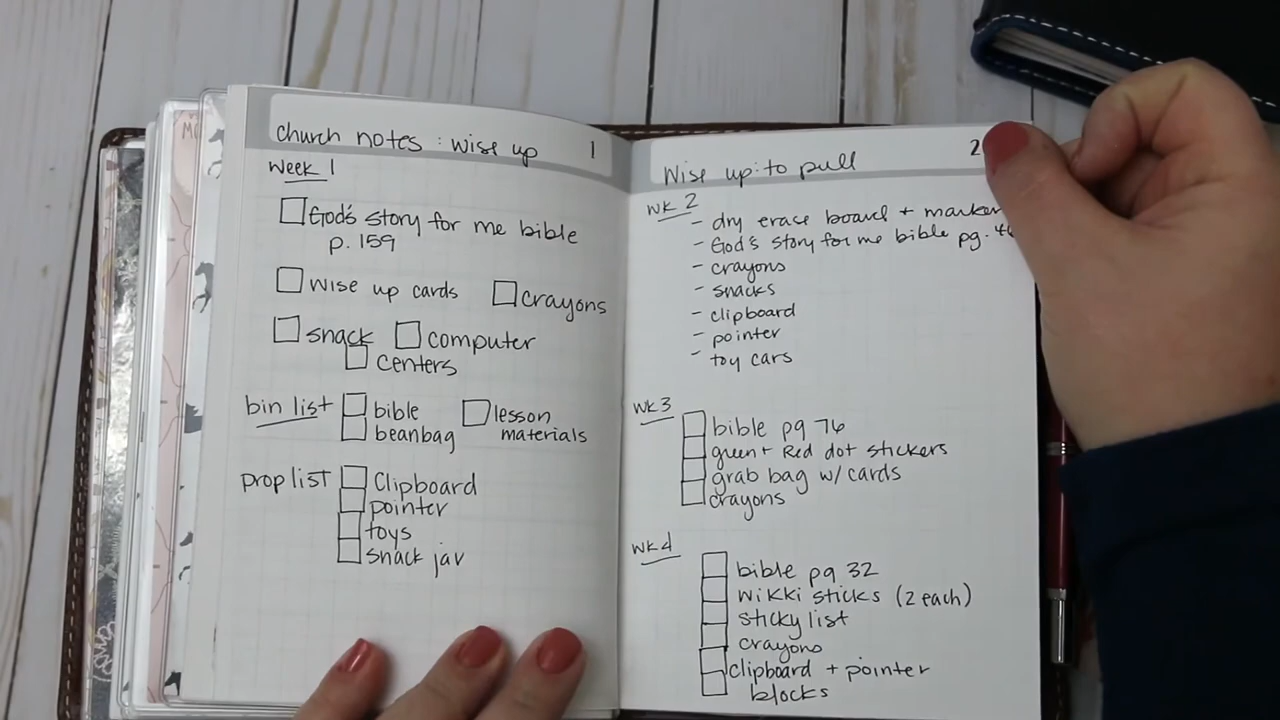 church notes : wise up 1
Week 1
God's story for me bible
p. 159
wise up cards crayons
snack computer
centers
bin list bible lesson
beanbag materials
prop list Clipboard
pointer
toys
snack jar
Wise up: to pull 2
wk 2
- dry erase board + marker
- God's story for me bible pg.
- crayons
- snacks
- clipboard
- pointer
- toy cars
wk3
bible pg 76
green + Red dot stickers
grab bag w/ cards
crayons
wk4
bible pg 32
wikki sticks (2 each)
sticky list
crayons
clipboard + pointer
blocks